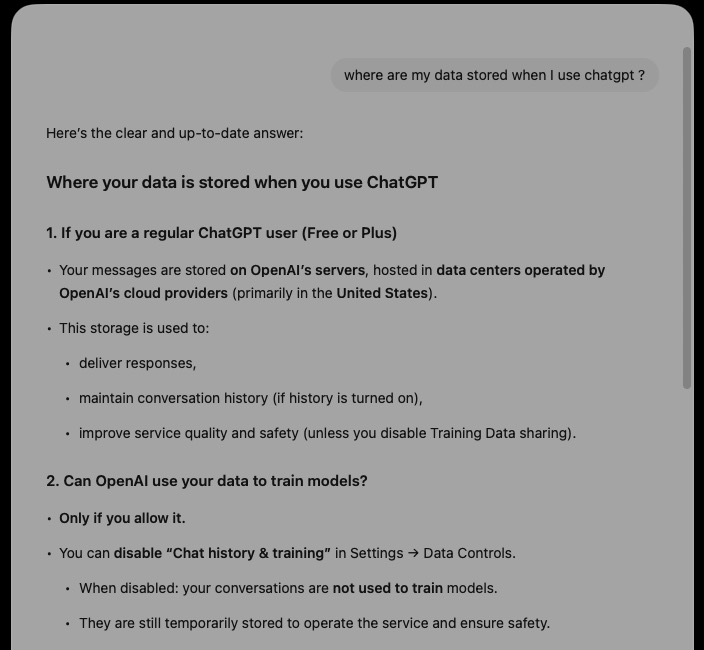 where are my data stored when I use chatgpt ?
Here’s the clear and up-to-date answer:
Where your data is stored when you use ChatGPT
1. If you are a regular ChatGPT user (Free or Plus)
• Your messages are stored on OpenAI’s servers, hosted in data centers operated by
OpenAI’s cloud providers (primarily in the United States).
• This storage is used to:
• deliver responses,
• maintain conversation history (if history is turned on),
• improve service quality and safety (unless you disable Training Data sharing).
2. Can OpenAI use your data to train models?
• Only if you allow it.
• You can disable “Chat history & training” in Settings → Data Controls.
• When disabled: your conversations are not used to train models.
• They are still temporarily stored to operate the service and ensure safety.